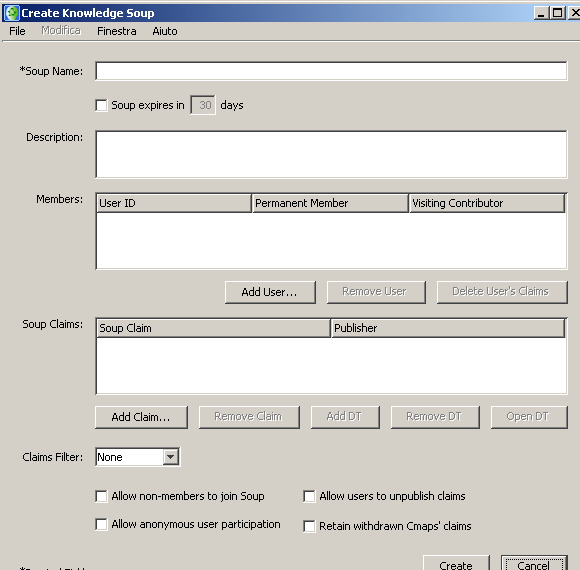 Create Knowledge Soup
File Modifica Finestra Aiuto
*Soup Name:
Soup expires in 30 days
Description:
Members:
User ID Permanent Member Visiting Contributor
Add User... Remove User Delete User's Claims
Soup Claims:
Soup Claim Publisher
Add Claim... Remove Claim Add DT Remove DT Open DT
Claims Filter: None
Allow non-members to join Soup Allow users to unpublish claims
Allow anonymous user participation Retain withdrawn Cmaps' claims
Create Cancel